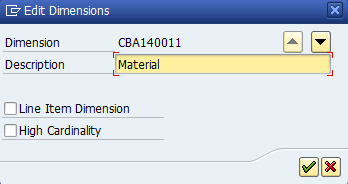 Edit Dimensions
Dimension CBA140011
Description Material
Line Item Dimension
High Cardinality